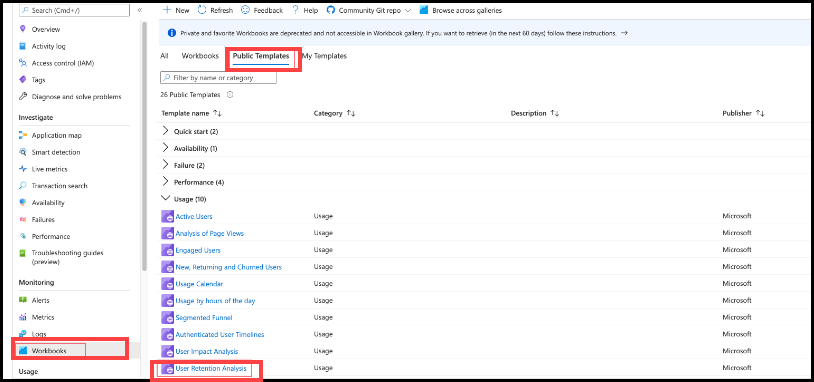 Search (Cmd+/)
«
New
Refresh
Feedback
? Help
Community Git repo
Browse across galleries
Overview
Activity log
Access control (IAM)
Tags
Diagnose and solve problems
Investigate
Application map
Smart detection
Live metrics
Transaction search
Availability
Failures
Performance
Troubleshooting guides
(preview)
Monitoring
Alerts
Metrics
Logs
Workbooks
Usage
Private and favorite Workbooks are deprecated and not accessible in Workbook gallery. If you want to retrieve (in the next 60 days) follow these instructions. →
All Workbooks Public Templates My Templates
Filter by name or category
26 Public Templates
Template name ↑↓ Category ↑↓ Description ↑↓ Publisher ↑↓
Quick start (2)
Availability (1)
Failure (2)
Performance (4)
Usage (10)
Active Users Usage Microsoft
Analysis of Page Views Usage Microsoft
Engaged Users Usage Microsoft
New, Returning and Churned Users Usage Microsoft
Usage Calendar Usage Microsoft
Usage by hours of the day Usage Microsoft
Segmented Funnel Usage Microsoft
Authenticated User Timelines Usage Microsoft
User Impact Analysis Usage Microsoft
User Retention Analysis Usage Microsoft